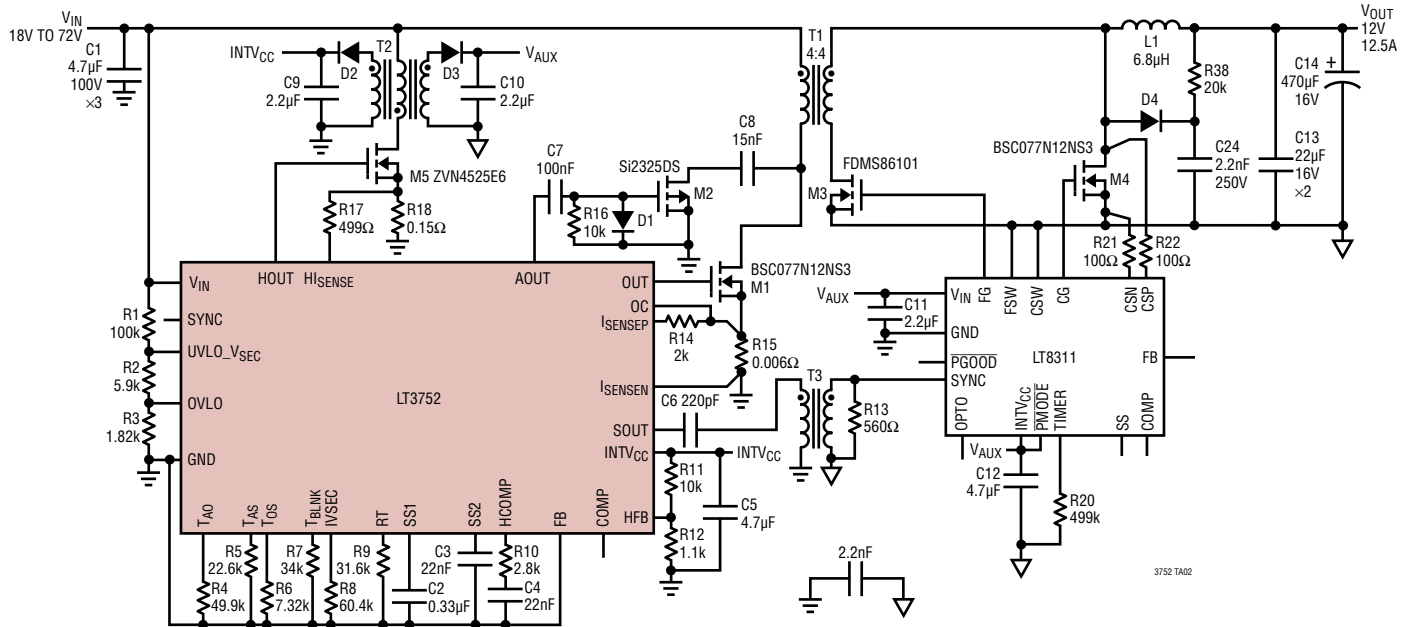 VIN
18V TO 72V
C1
4.7µF
100V
×3
INTVCC
D2
T2
D3
VAUX
C9
2.2µF
C10
2.2µF
M5 ZVN4525E6
R17
499Ω
R18
0.15Ω
C7
100nF
Si2325DS
M2
R16
10k
D1
C8
15nF
T1
4:4
FDMS86101
M3
BSC077N12NS3
M4
L1
6.8µH
VOUT
12V
12.5A
R38
20k
D4
C14
470µF
16V
+
C24
2.2nF
250V
C13
22µF
16V
×2
R21
100Ω
R22
100Ω
VIN
HOUT
HISENSE
AOUT
OUT
OC
ISENSEP
ISENSEN
SOUT
INTVCC
HFB
SYNC
UVLO_VSEC
OVLO
GND
LT3752
TAO
TAS
TOS
TBLNK
IVSEC
RT
SS1
SS2
HCOMP
FB
COMP
R1
100k
R2
5.9k
R3
1.82k
BSC077N12NS3
M1
R14
2k
R15
0.006Ω
C6 220pF
T3
R13
560Ω
INTVCC
R11
10k
R12
1.1k
C5
4.7µF
R4
49.9k
R5
22.6k
R6
7.32k
R7
34k
R8
60.4k
R9
31.6k
C2
0.33µF
C3
22nF
R10
2.8k
C4
22nF
VAUX
C11
2.2µF
VIN
FG
FSW
CSW
CG
CSN
CSP
GND
PGOOD
SYNC
LT8311
FB
OPTO
INTVCC
PMODE
TIMER
SS
COMP
VAUX
C12
4.7µF
R20
499k
2.2nF
3752 TA02